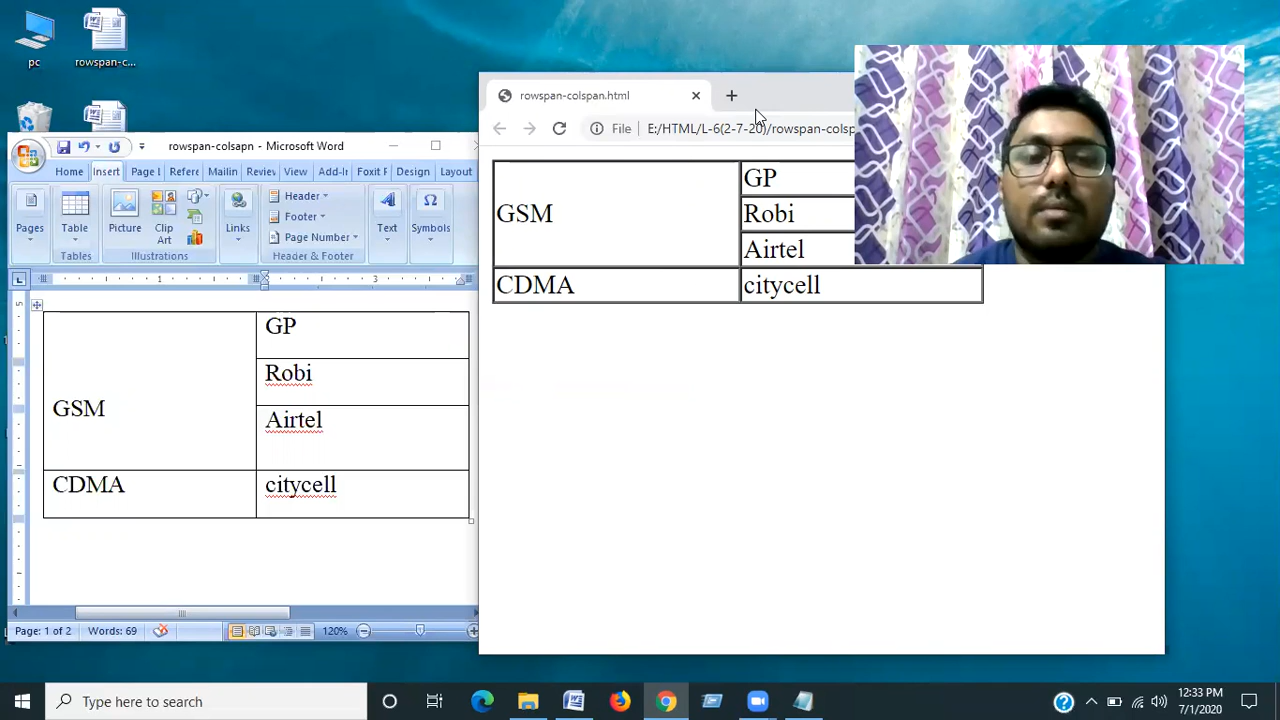 pc
rowspan-c...
rowspan-colsapn - Microsoft Word
Home Insert Page l Refere Mailin Review View Add-Ir Foxit F Design Layout
Pages
Table
Picture
Clip
Art
Links
Header
Footer
Page Number
Text
Symbols
Tables
Illustrations
Header & Footer
1 3
GSM
GP
Robi
Airtel
CDMA
citycell
Page: 1 of 2 Words: 69 120%
rowspan-colspan.html
File E:/HTML/L-6(2-7-20)/rowspan-colsp
GSM
GP
Robi
Airtel
CDMA
citycell
Type here to search
12:33 PM
7/1/2020